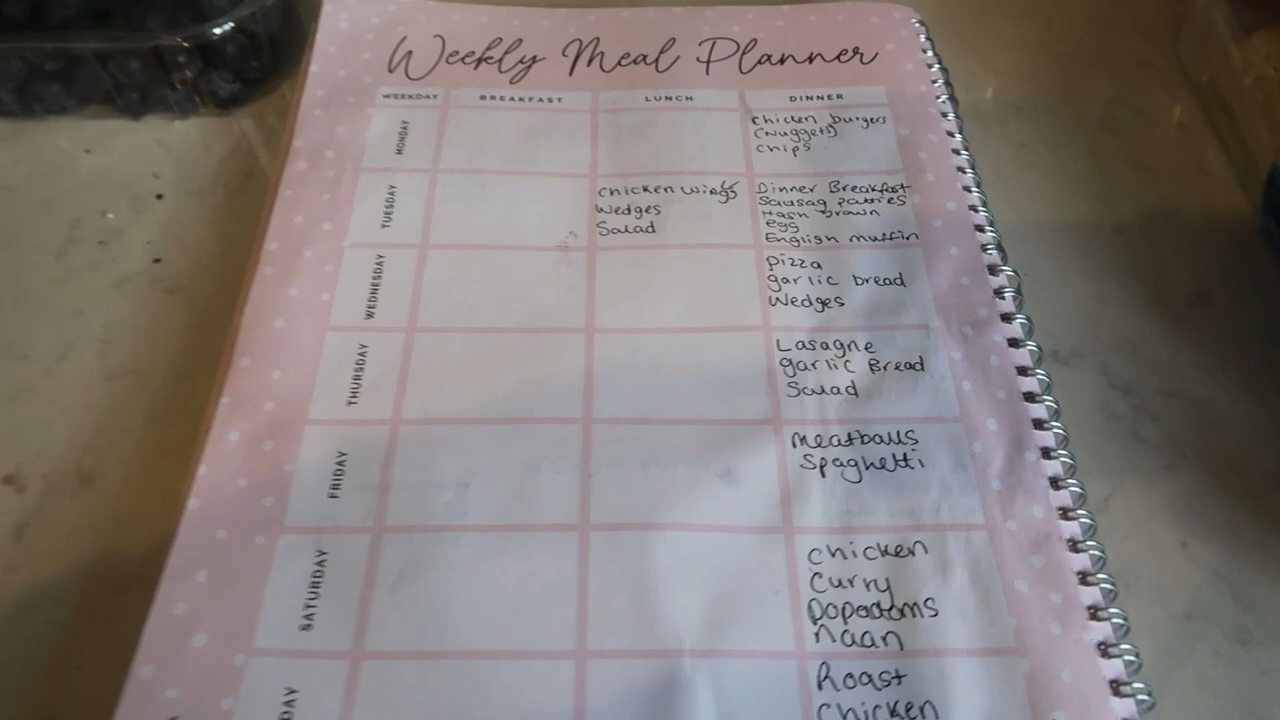 Weekly Meal Planner
WEEKDAY BREAKFAST LUNCH DINNER
MONDAY
chicken burgers
(Nuggets)
chips
TUESDAY
chicken wings
Wedges
Salad
Dinner Breakfast
Sausag patties
Hash brown
egg
English muffin
WEDNESDAY
pizza
garlic bread
Wedges
THURSDAY
Lasagne
garlic Bread
Salad
FRIDAY
meatballs
Spaghetti
SATURDAY
chicken
Curry
Popadoms
naan
DAY
Roast
chicken